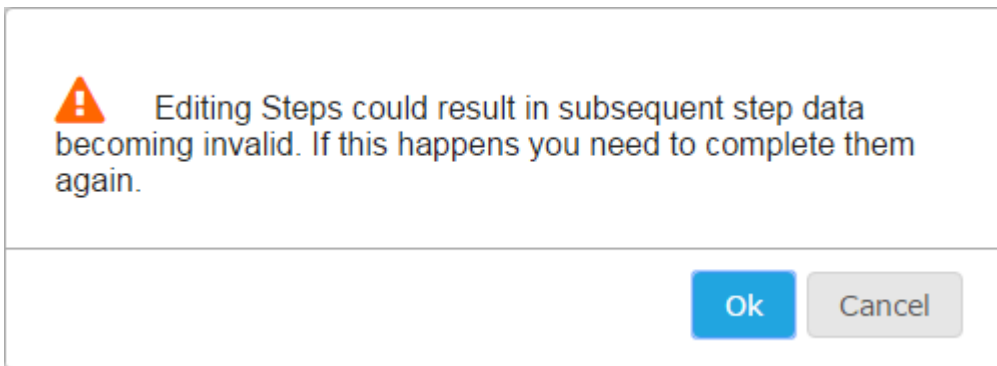 Editing Steps could result in subsequent step data
becoming invalid. If this happens you need to complete them
again.
Ok
Cancel